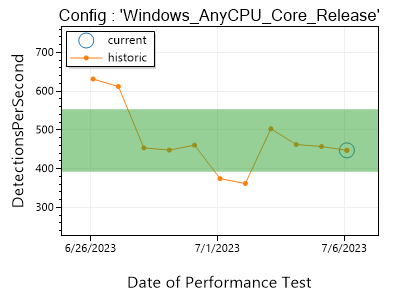 Config : 'Windows_AnyCPU_Core_Release'
current
historic
DetectionsPerSecond
700
600
500
400
300
6/26/2023
7/1/2023
7/6/2023
Date of Performance Test